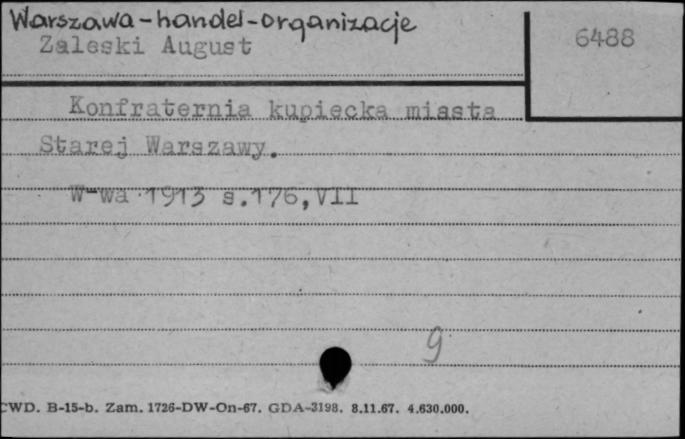 Warszawa-handel-organizacje
Zaleski August
6488
Konfraternia kupiecka miasta
Starej Warszawy.
W-wa 1913 s.176,VII
9
CWD. B-15-b. Zam. 1726-DW-On-67. GDA-3198. 8.11.67. 4.630.000.